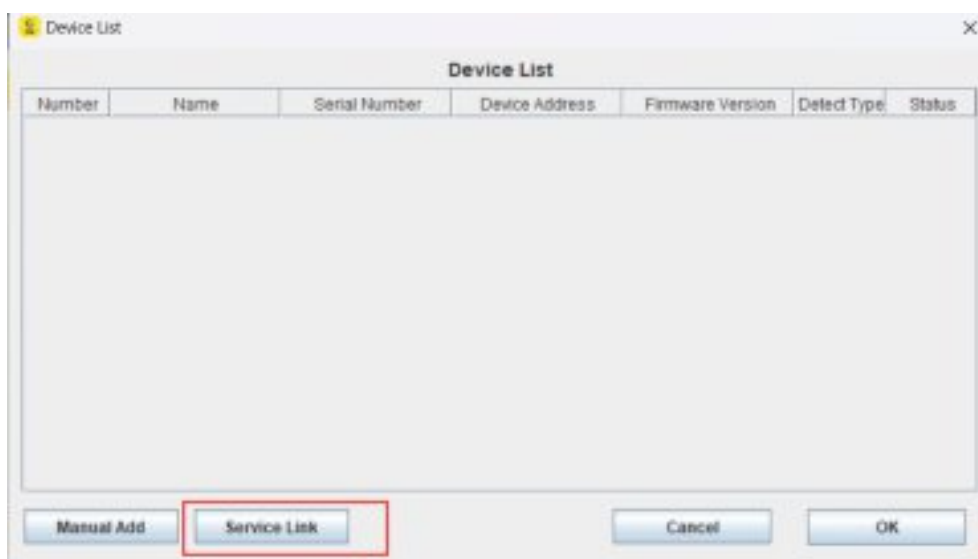 Device List
Device List
Number Name Serial Number Device Address Firmware Version Detect Type Status
Manual Add Service Link Cancel OK